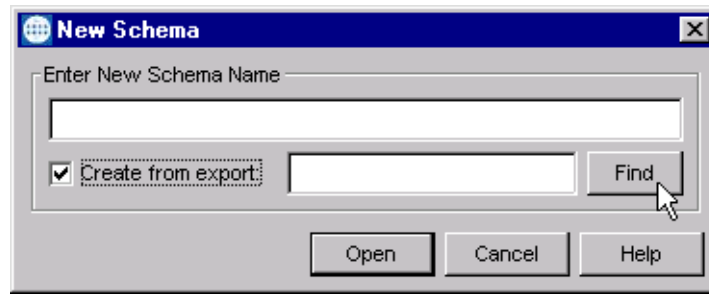 New Schema
Enter New Schema Name
Create from export:
Find
Open Cancel Help